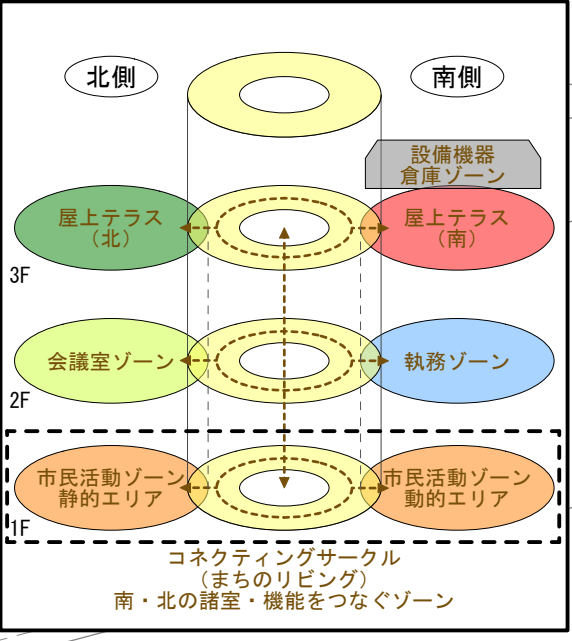 北側
南側
設備機器
倉庫ゾーン
屋上テラス
（北）
屋上テラス
（南）
3F
会議室ゾーン
執務ゾーン
2F
市民活動ゾーン
静的エリア
市民活動ゾーン
動的エリア
1F
コネクティングサークル
（まちのリビング）
南・北の諸室・機能をつなぐゾーン